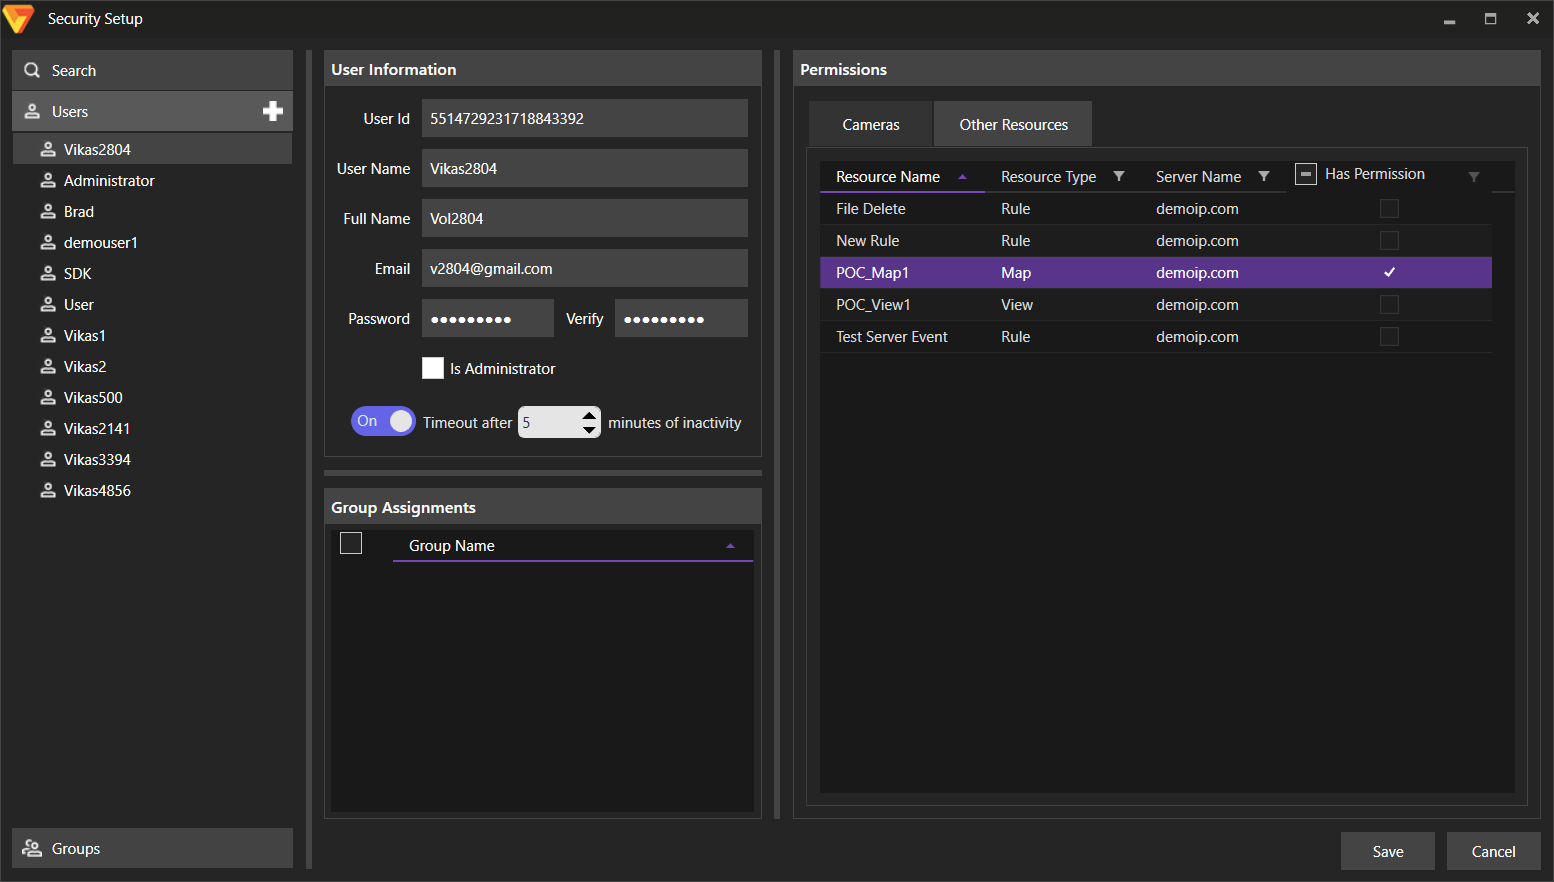 Security Setup
Search
Users
Vikas2804
Administrator
Brad
demouser1
SDK
User
Vikas1
Vikas2
Vikas500
Vikas2141
Vikas3394
Vikas4856
Groups
User Information
User Id 5514729231718843392
User Name Vikas2804
Full Name Vol2804
Email v2804@gmail.com
Password ●●●●●●●●● Verify ●●●●●●●●●
Is Administrator
On Timeout after 5 minutes of inactivity
Group Assignments
Group Name
Permissions
Cameras Other Resources
Resource Name Resource Type Server Name Has Permission
File Delete Rule demoip.com
New Rule Rule demoip.com
POC_Map1 Map demoip.com
POC_View1 View demoip.com
Test Server Event Rule demoip.com
Save Cancel